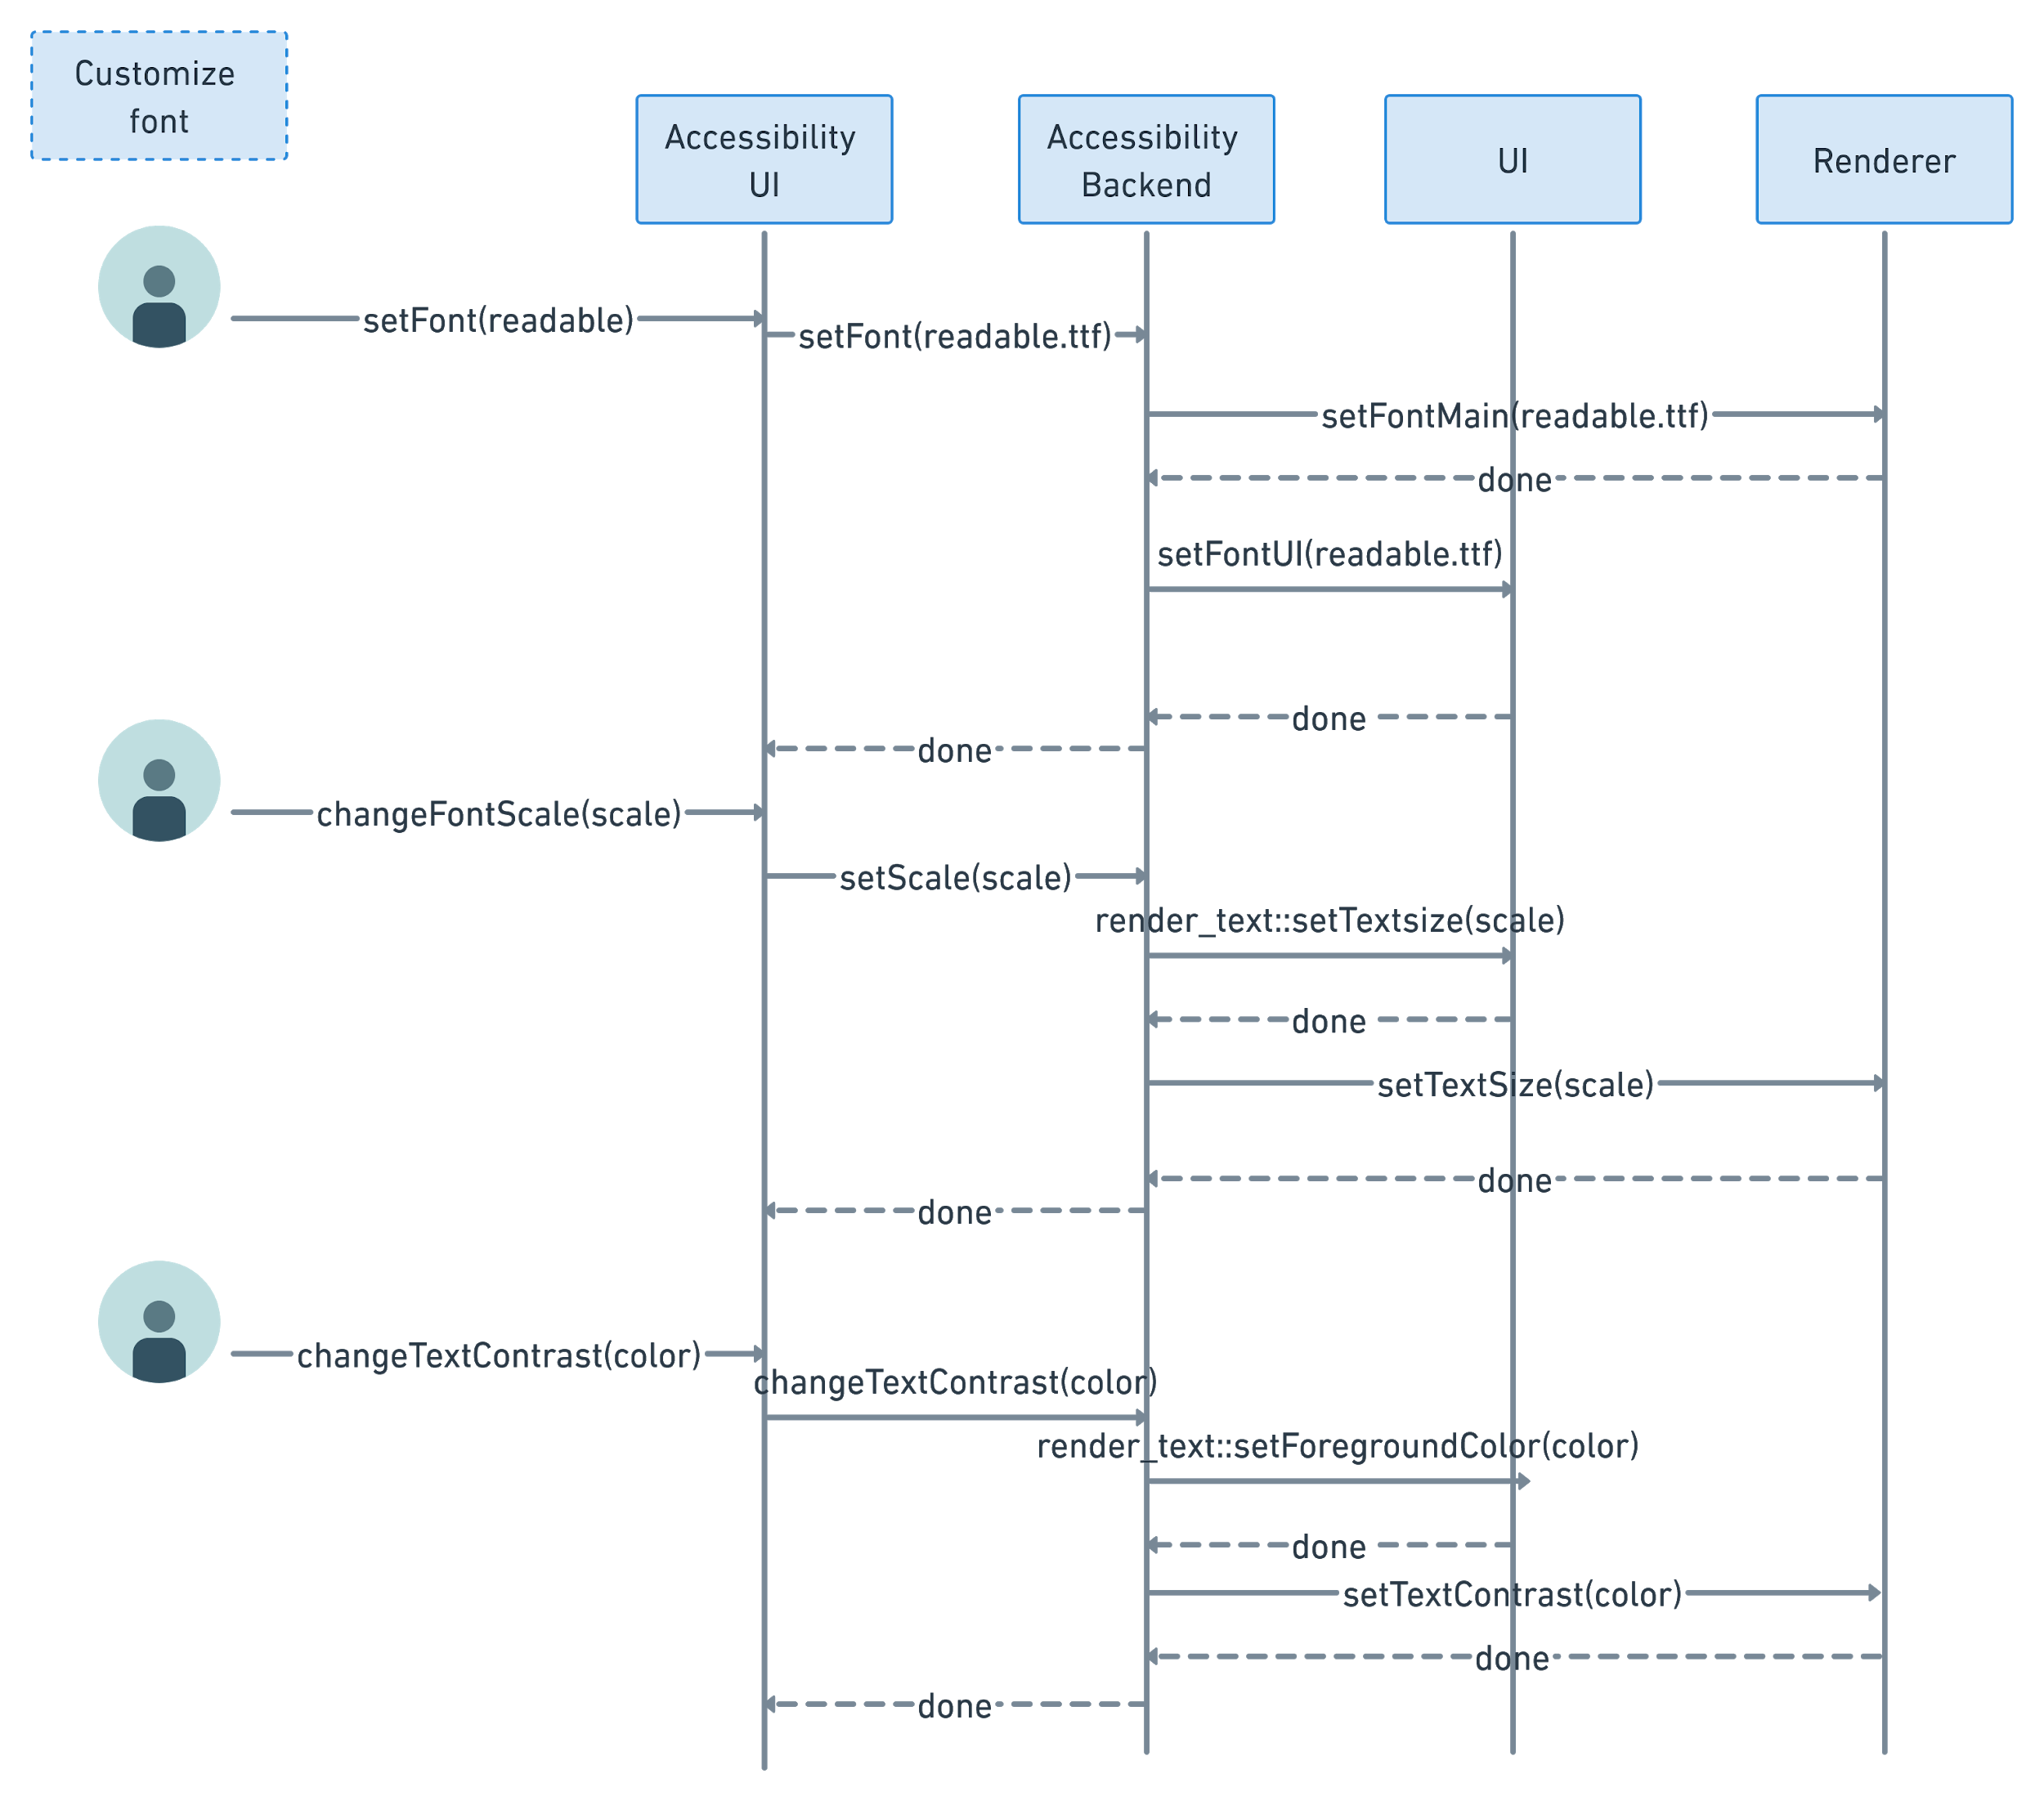 Customize
font
Accessibility
UI
Accessibility
Backend
UI
Renderer
setFont(readable)
setFont(readable.ttf)
setFontMain(readable.ttf)
done
setFontUI(readable.ttf)
done
done
changeFontScale(scale)
setScale(scale)
render_text::setTextsize(scale)
done
setTextSize(scale)
done
done
changeTextContrast(color)
changeTextContrast(color)
render_text::setForegroundColor(color)
done
setTextContrast(color)
done
done